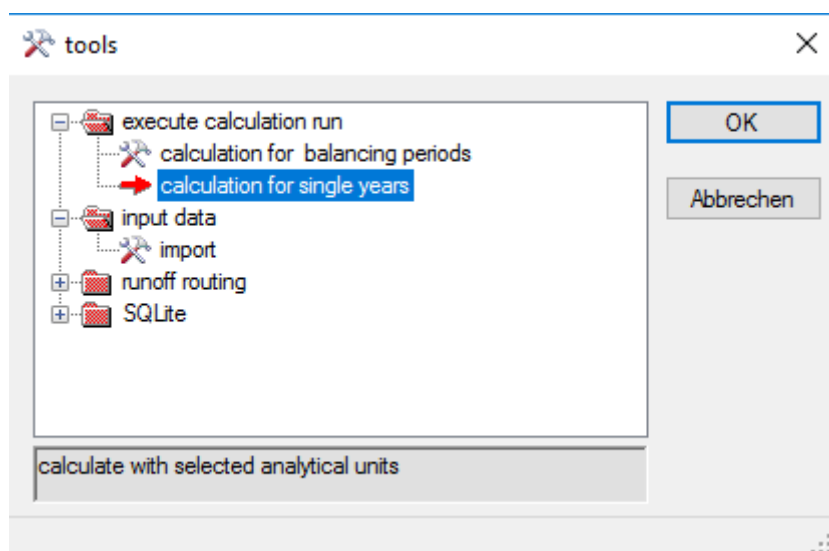 tools
execute calculation run
calculation for  balancing periods
calculation for single years
input data
import
runoff routing
SQLite
OK
Abbrechen
calculate with selected analytical units